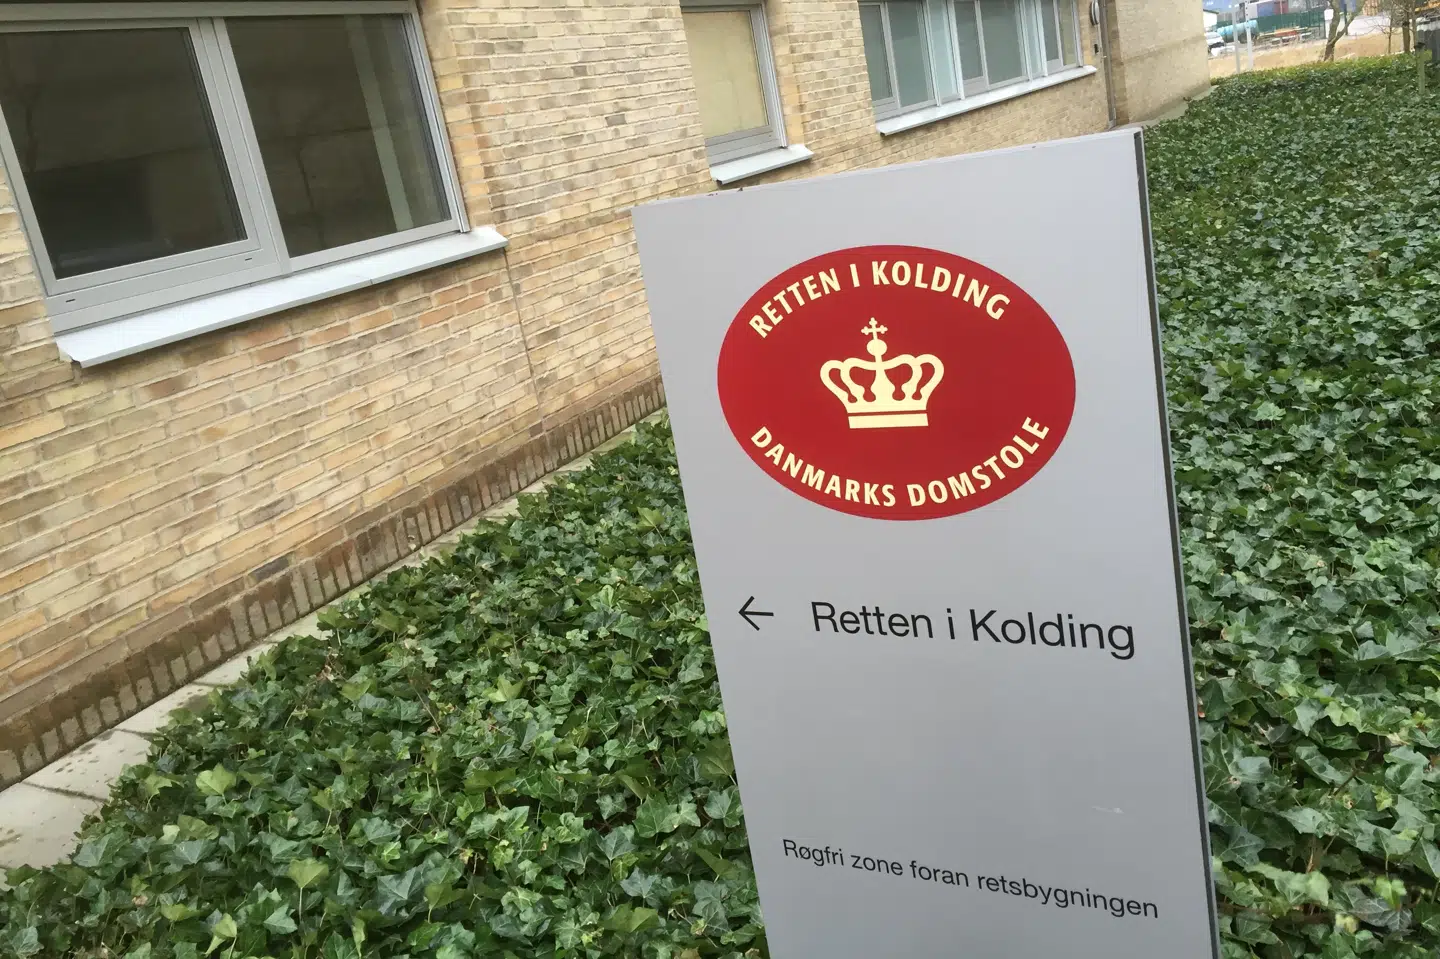 RETTEN I KOLDING
DANMARKS DOMSTOLE
← Retten i Kolding
Røgfri zone foran retsbygningen